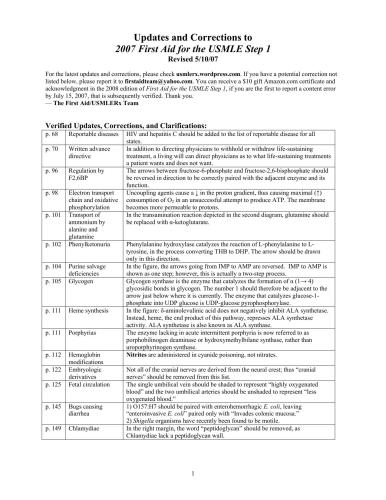 Updates and Corrections to
2007 First Aid for the USMLE Step 1
Revised 5/10/07
For the latest updates and corrections, please check usmlerx.wordpress.com. If you have a potential correction not
listed below, please report it to firstaidteam@yahoo.com. You can receive a $10 gift Amazon.com certificate and
acknowledgment in the 2008 edition of First Aid for the USMLE Step 1, if you are the first to report a content error
by July 15, 2007, that is subsequently verified. Thank you.
— The First Aid/USMLERx Team
Verified Updates, Corrections, and Clarifications:
p. 68 Reportable diseases HIV and hepatitis C should be added to the list of reportable disease for all
states.
p. 70 Written advance In addition to directing physicians to withhold or withdraw life-sustaining
directive treatment, a living will can direct physicians as to what life-sustaining treatments
a patient wants and does not want.
p. 96 Regulation by The arrows between fructose-6-phosphate and fructose-2,6-bisphosphate should
F2,6BP be reversed in direction to be correctly paired with the adjacent enzyme and its
function.
p. 98 Electron transport Uncoupling agents cause a ↓ in the proton gradient, thus causing maximal (↑)
chain and oxidative consumption of O2 in an unsuccessful attempt to produce ATP. The membrane
phosphorylation becomes more permeable to protons.
p. 101 Transport of In the transamination reaction depicted in the second diagram, glutamine should
ammonium by be replaced with α-ketoglutarate.
alanine and
glutamine
p. 102 Phenylketonuria Phenylalanine hydroxylase catalyzes the reaction of L-phenylalanine to L-
tyrosine, in the process converting THB to DHP. The arrow should be drawn
only in this direction.
p. 104 Purine salvage In the figure, the arrows going from IMP to AMP are reversed. IMP to AMP is
deficiencies shown as one step; however, this is actually a two-step process.
p. 105 Glycogen Glycogen synthase is the enzyme that catalyzes the formation of α (1→ 4)
glycosidic bonds in glycogen. The number 1 should therefore be adjacent to the
arrow just below where it is currently. The enzyme that catalyzes glucose-1-
phosphate into UDP glucose is UDP-glucose pyrophosphorylase.
p. 111 Heme synthesis In the figure: δ-aminolevulinic acid does not negatively inhibit ALA synthetase.
Instead, heme, the end product of this pathway, represses ALA synthetase
activity. ALA synthetase is also known as ALA synthase.
p. 111 Porphyrias The enzyme lacking in acute intermittent porphyria is now referred to as
porphobilinogen deaminase or hydroxymethylbilane synthase, rather than
uroporphyrinogen synthase.
p. 112 Hemoglobin Nitrites are administered in cyanide poisoning, not nitrates.
modifications
p. 122 Embryologic Not all of the cranial nerves are derived from the neural crest; thus “cranial
derivatives nerves” should be removed from this list.
p. 125 Fetal circulation The single umbilical vein should be shaded to represent “highly oxygenated
blood” and the two umbilical arteries should be unshaded to represent “less
oxygenated blood.”
p. 145 Bugs causing 1) O157:H7 should be paired with enterohemorrhagic E. coli, leaving
diarrhea “enteroinvasive E. coli” paired only with “Invades colonic mucosa.”
2) Shigella organisms have recently been found to be motile.
p. 149 Chlamydiae In the right margin, the word “peptidoglycan” should be removed, as
Chlamydiae lack a peptidoglycan wall.
1